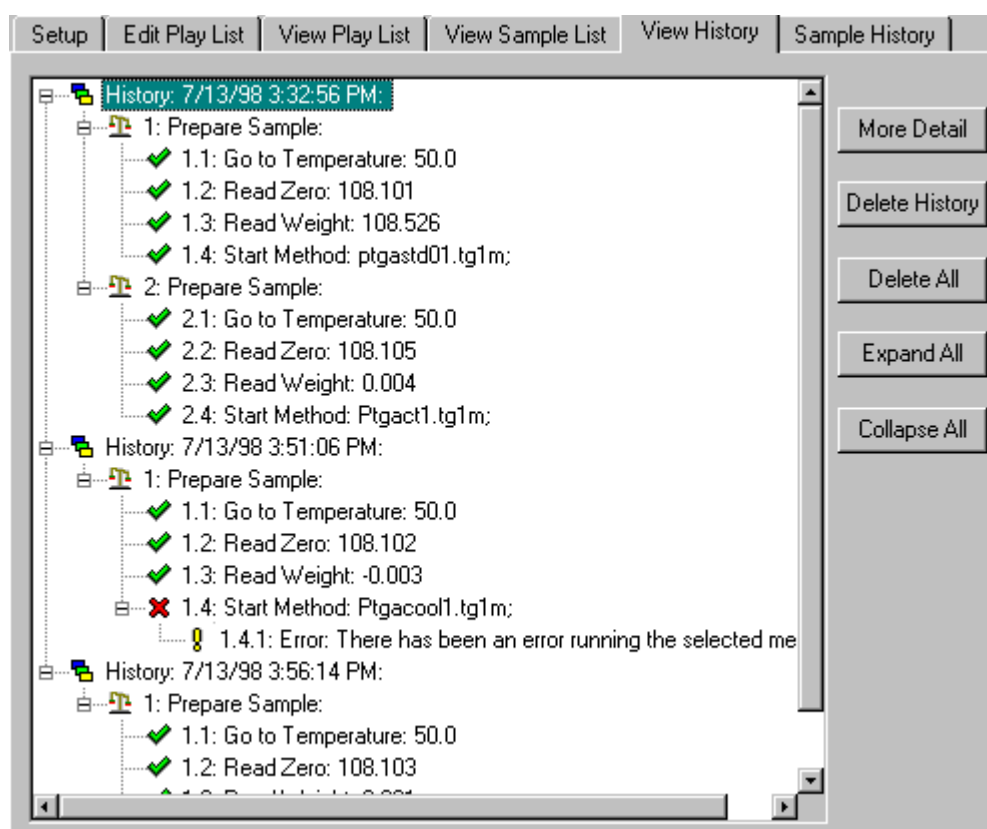 Setup Edit Play List View Play List View Sample List View History Sample History
History: 7/13/98 3:32:56 PM:
1: Prepare Sample:
1.1: Go to Temperature: 50.0
1.2: Read Zero: 108.101
1.3: Read Weight: 108.526
1.4: Start Method: ptgastd01.tg1m;
2: Prepare Sample:
2.1: Go to Temperature: 50.0
2.2: Read Zero: 108.105
2.3: Read Weight: 0.004
2.4: Start Method: Ptgact1.tg1m;
History: 7/13/98 3:51:06 PM:
1: Prepare Sample:
1.1: Go to Temperature: 50.0
1.2: Read Zero: 108.102
1.3: Read Weight: -0.003
1.4: Start Method: Ptgacool1.tg1m;
1.4.1: Error: There has been an error running the selected me
History: 7/13/98 3:56:14 PM:
1: Prepare Sample:
1.1: Go to Temperature: 50.0
1.2: Read Zero: 108.103
More Detail
Delete History
Delete All
Expand All
Collapse All